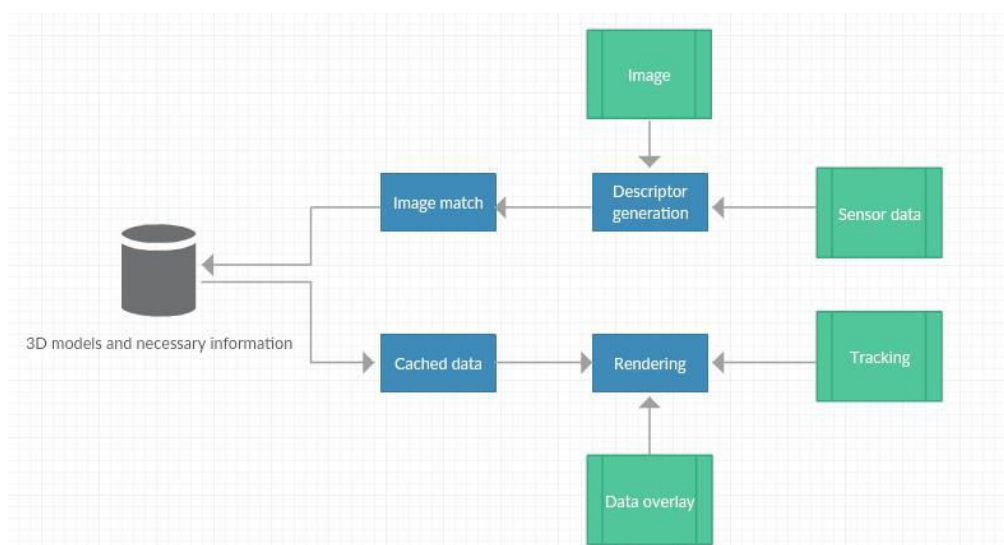 Image
Image match
Descriptor
generation
Sensor data
3D models and necessary information
Cached data
Rendering
Tracking
Data overlay